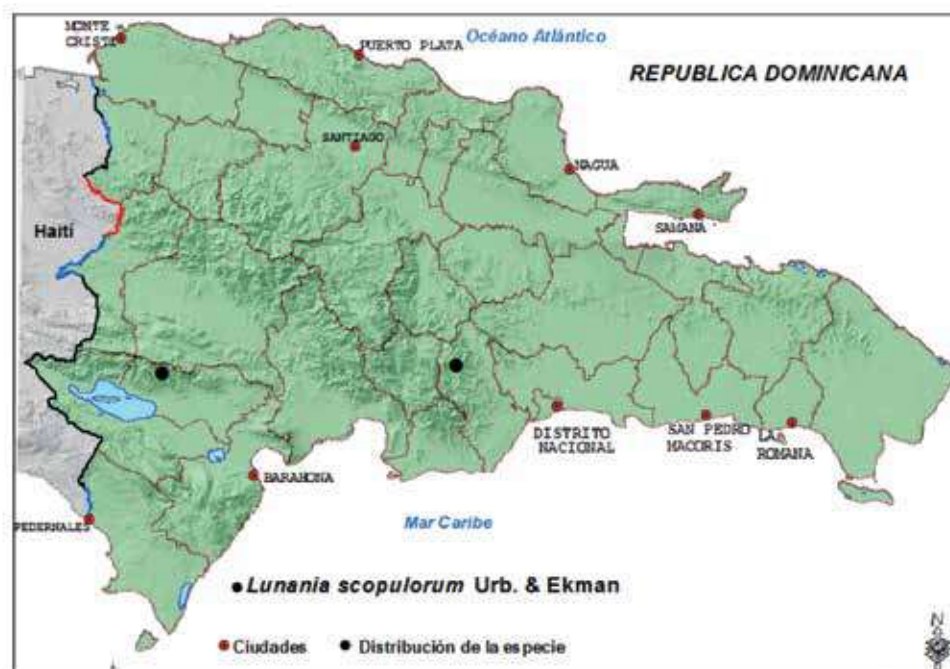 MONTE
CRISTI
PUERTO PLATA
Océano Atlántico
REPUBLICA DOMINICANA
SANTIAGO
NAGUA
SAMANA
Haití
DISTRITO
NACIONAL
SAN PEDRO
MACORIS
LA
ROMANA
BARAHONA
PEDERNALES
Mar Caribe
Lunania scopulorum Urb. & Ekman
Ciudades
Distribución de la especie
N